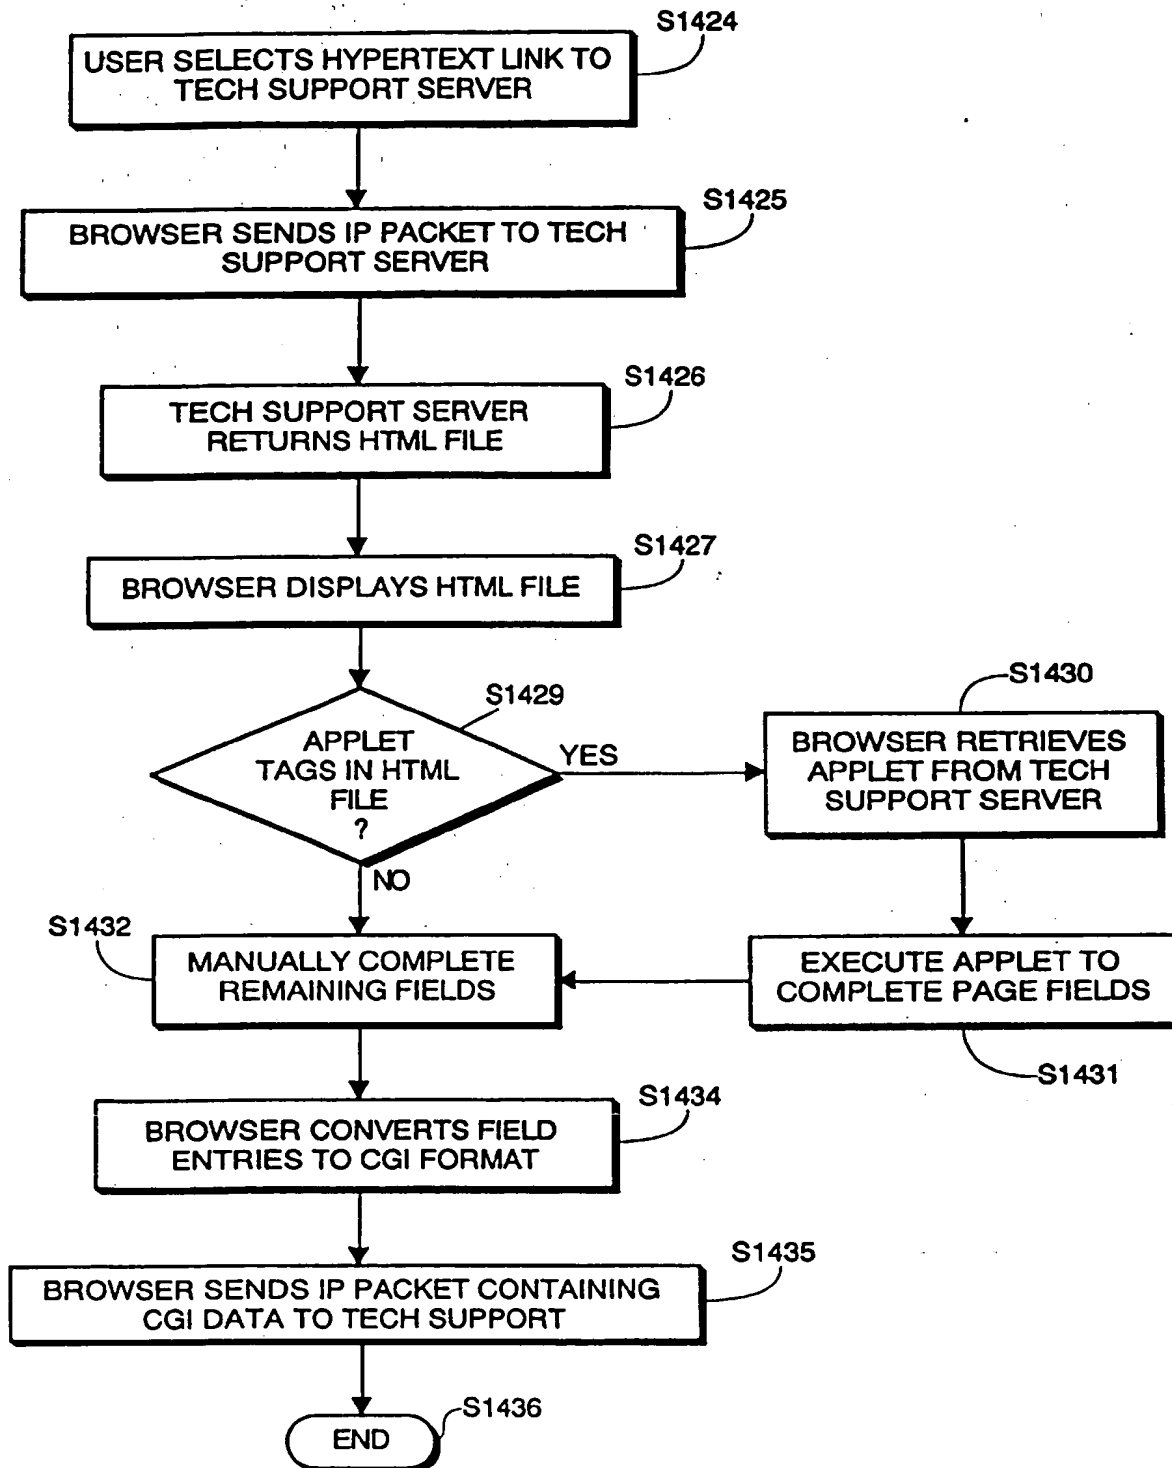 S1424
USER SELECTS HYPERTEXT LINK TO
TECH SUPPORT SERVER
S1425
BROWSER SENDS IP PACKET TO TECH
SUPPORT SERVER
S1426
TECH SUPPORT SERVER
RETURNS HTML FILE
S1427
BROWSER DISPLAYS HTML FILE
S1429
APPLET
TAGS IN HTML
FILE
?
YES
NO
S1430
BROWSER RETRIEVES
APPLET FROM TECH
SUPPORT SERVER
S1432
MANUALLY COMPLETE
REMAINING FIELDS
EXECUTE APPLET TO
COMPLETE PAGE FIELDS
S1431
S1434
BROWSER CONVERTS FIELD
ENTRIES TO CGI FORMAT
S1435
BROWSER SENDS IP PACKET CONTAINING
CGI DATA TO TECH SUPPORT
S1436
END